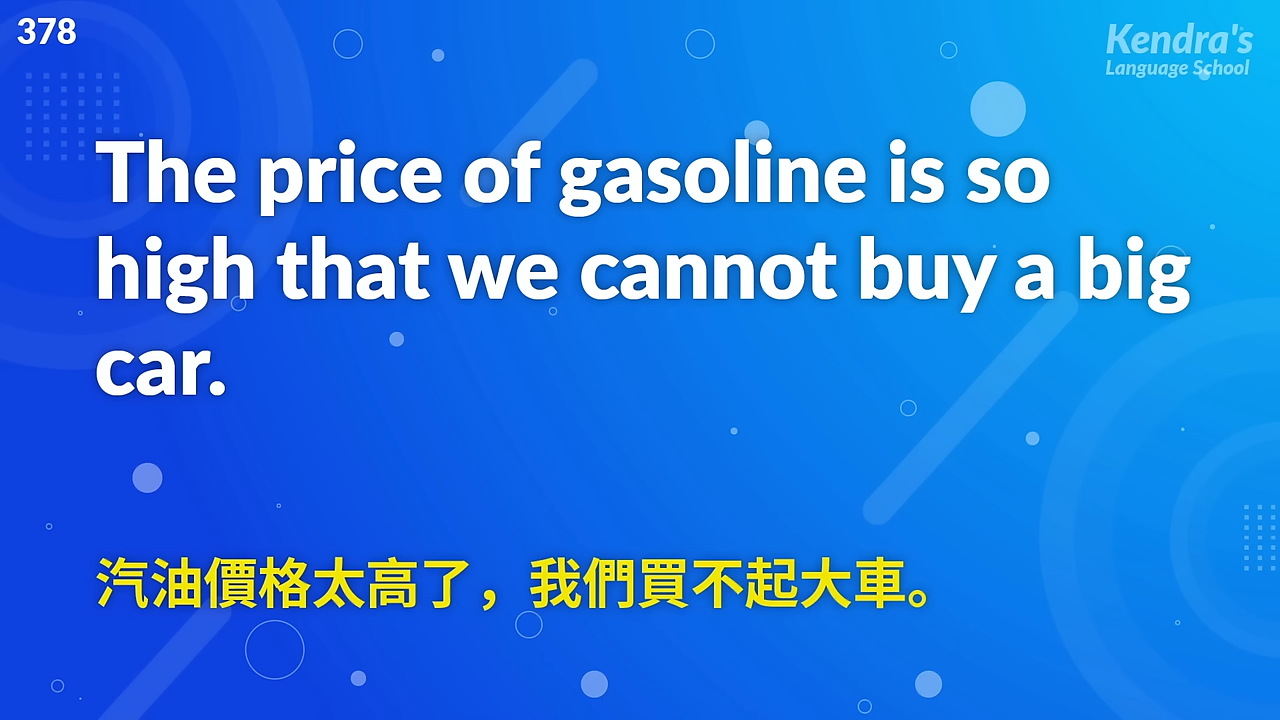 378
Kendra's
Language School
The price of gasoline is so
high that we cannot buy a big
car.
汽油價格太高了，我們買不起大車。